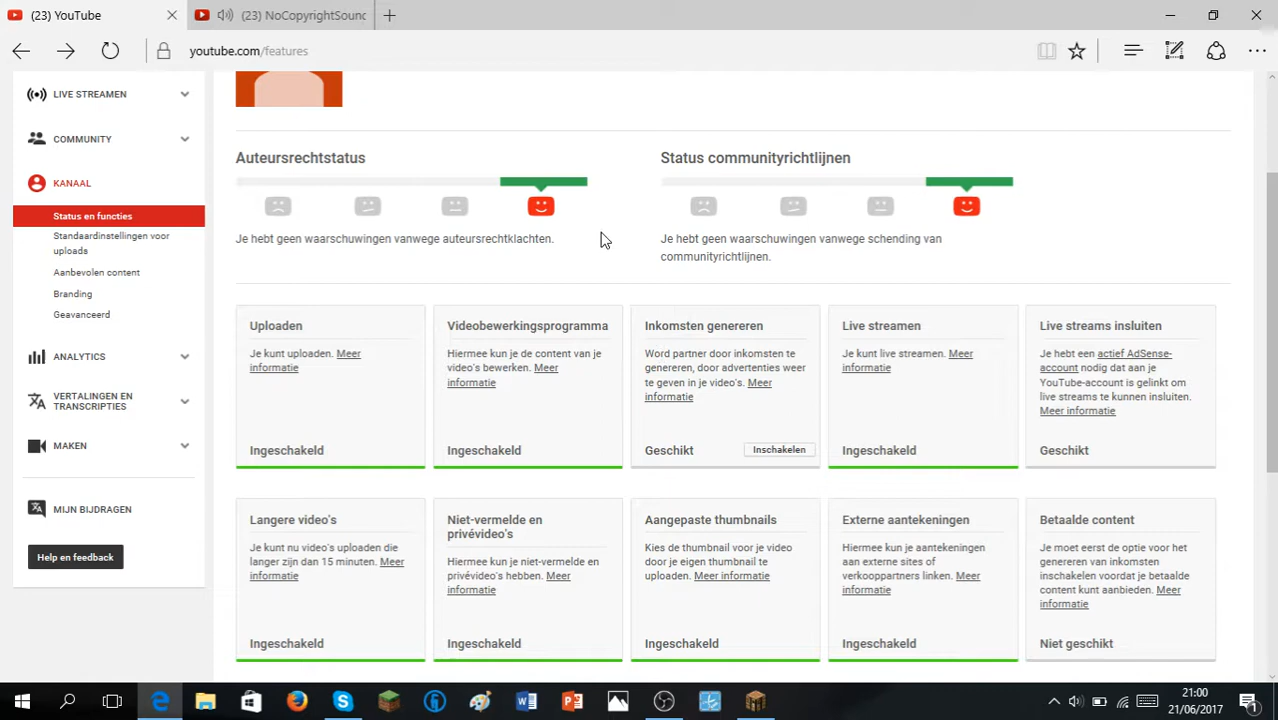 (23) YouTube
(23) NoCopyrightSound
youtube.com/features
LIVE STREAMEN
COMMUNITY
KANAAL
Status en functies
Standaardinstellingen voor
uploads
Aanbevolen content
Branding
Geavanceerd
ANALYTICS
VERTALINGEN EN
TRANSCRIPTIES
MAKEN
MIJN BIJDRAGEN
Help en feedback
Auteursrechtstatus
Je hebt geen waarschuwingen vanwege auteursrechtklachten.
Status communityrichtlijnen
Je hebt geen waarschuwingen vanwege schending van
communityrichtlijnen.
Uploaden
Je kunt uploaden. Meer
informatie
Ingeschakeld
Videobewerkingsprogramma
Hiermee kun je de content van je
video's bewerken. Meer
informatie
Ingeschakeld
Inkomsten genereren
Word partner door inkomsten te
genereren, door advertenties weer
te geven in je video's. Meer
informatie
Geschikt
Inschakelen
Live streamen
Je kunt live streamen. Meer
informatie
Ingeschakeld
Live streams insluiten
Je hebt een actief AdSense-
account nodig dat aan je
YouTube-account is gelinkt om
live streams te kunnen insluiten.
Meer informatie
Geschikt
Langere video's
Je kunt nu video's uploaden die
langer zijn dan 15 minuten. Meer
informatie
Ingeschakeld
Niet-vermelde en
privévideo's
Hiermee kun je niet-vermelde en
privévideo's hebben. Meer
informatie
Ingeschakeld
Aangepaste thumbnails
Kies de thumbnail voor je video
door je eigen thumbnail te
uploaden. Meer informatie
Ingeschakeld
Externe aantekeningen
Hiermee kun je aantekeningen
aan externe sites of
verkooppartners linken. Meer
informatie
Ingeschakeld
Betaalde content
Je moet eerst de optie voor het
genereren van inkomsten
inschakelen voordat je betaalde
content kunt aanbieden. Meer
informatie
Niet geschikt
21:00
21/06/2017
1